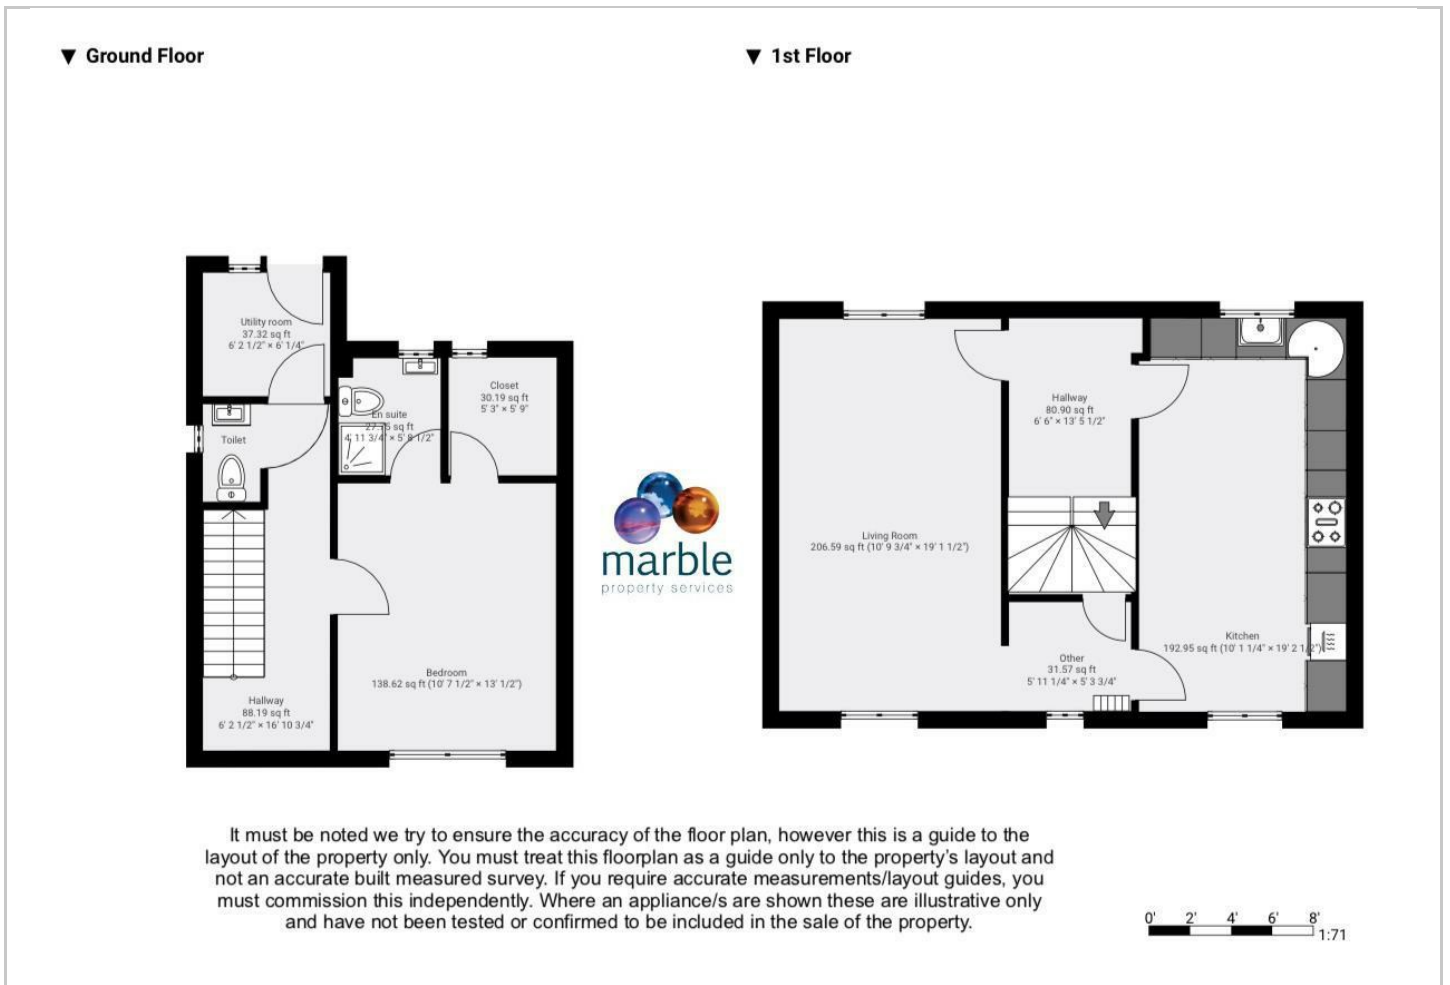 ▼ Ground Floor
▼ 1st Floor
Utility room
37.32 sq ft
6' 2 1/2" × 6' 1/4"
Toilet
En suite
27.75 sq ft
4' 11 3/4" × 5' 8 1/2"
Closet
30.19 sq ft
5' 3" × 5' 9"
Bedroom
138.62 sq ft (10' 7 1/2" × 13' 1/2")
Hallway
88.19 sq ft
6' 2 1/2" × 16' 10 3/4"
marble
property services
Living Room
206.59 sq ft (10' 9 3/4" × 19' 1 1/2")
Hallway
80.90 sq ft
6' 6" × 13' 5 1/2"
Other
31.57 sq ft
5' 11 1/4" × 5' 3 3/4"
Kitchen
192.95 sq ft (10' 1 1/4" × 19' 2 1/2")
It must be noted we try to ensure the accuracy of the floor plan, however this is a guide to the
layout of the property only. You must treat this floorplan as a guide only to the property's layout and
not an accurate built measured survey. If you require accurate measurements/layout guides, you
must commission this independently. Where an appliance/s are shown these are illustrative only
and have not been tested or confirmed to be included in the sale of the property.
0' 2' 4' 6' 8'
1:71